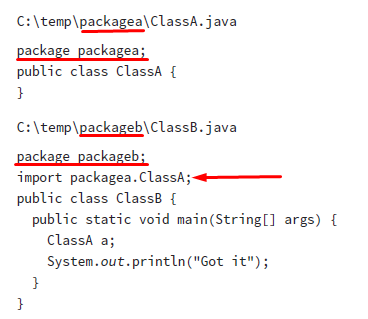 C:\temp\packagea\ClassA.java
package packagea;
public class ClassA {
}
C:\temp\packageb\ClassB.java
package packageb;
import packagea.ClassA;
public class ClassB {
  public static void main(String[] args) {
    ClassA a;
    System.out.println("Got it");
  }
}